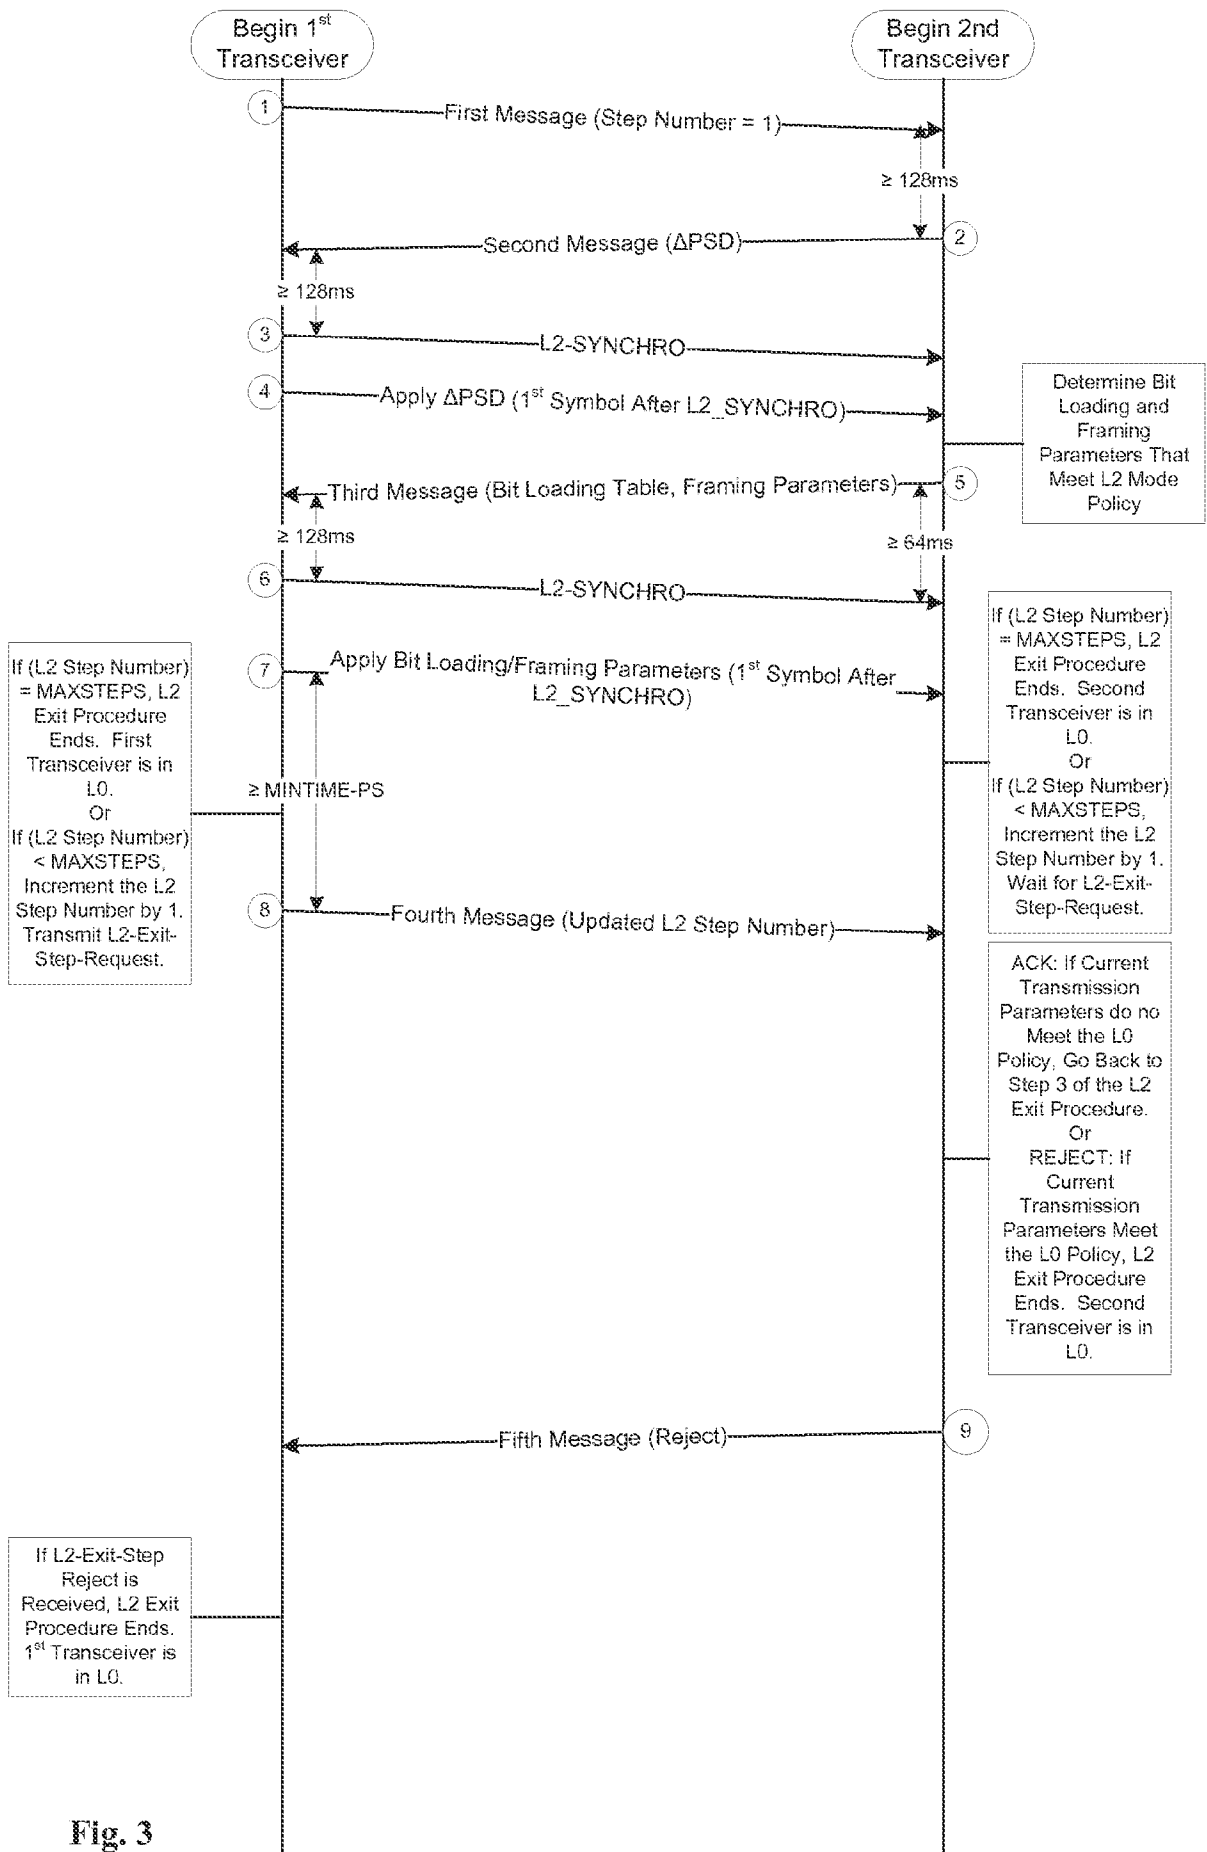 Begin 1st
Transceiver
Begin 2nd
Transceiver
1
First Message (Step Number = 1)
≥ 128ms
Second Message (ΔPSD)
2
≥ 128ms
3
L2-SYNCHRO
4
Apply ΔPSD (1st Symbol After L2_SYNCHRO)
Determine Bit
Loading and
Framing
Parameters That
Meet L2 Mode
Policy
Third Message (Bit Loading Table, Framing Parameters)
5
≥ 128ms
≥ 64ms
6
L2-SYNCHRO
If (L2 Step Number)
= MAXSTEPS, L2
Exit Procedure
Ends. Second
Transceiver is in
L0.
Or
If (L2 Step Number)
< MAXSTEPS,
Increment the L2
Step Number by 1.
Wait for L2-Exit-
Step-Request.
7
Apply Bit Loading/Framing Parameters (1st Symbol After
L2_SYNCHRO)
If (L2 Step Number)
= MAXSTEPS, L2
Exit Procedure
Ends. First
Transceiver is in
L0.
Or
If (L2 Step Number)
< MAXSTEPS,
Increment the L2
Step Number by 1.
Transmit L2-Exit-
Step-Request.
≥ MINTIME-PS
8
Fourth Message (Updated L2 Step Number)
ACK: If Current
Transmission
Parameters do no
Meet the L0
Policy, Go Back to
Step 3 of the L2
Exit Procedure.
Or
REJECT: If
Current
Transmission
Parameters Meet
the L0 Policy, L2
Exit Procedure
Ends. Second
Transceiver is in
L0.
Fifth Message (Reject)
9
If L2-Exit-Step
Reject is
Received, L2 Exit
Procedure Ends.
1st Transceiver is
in L0.
Fig. 3